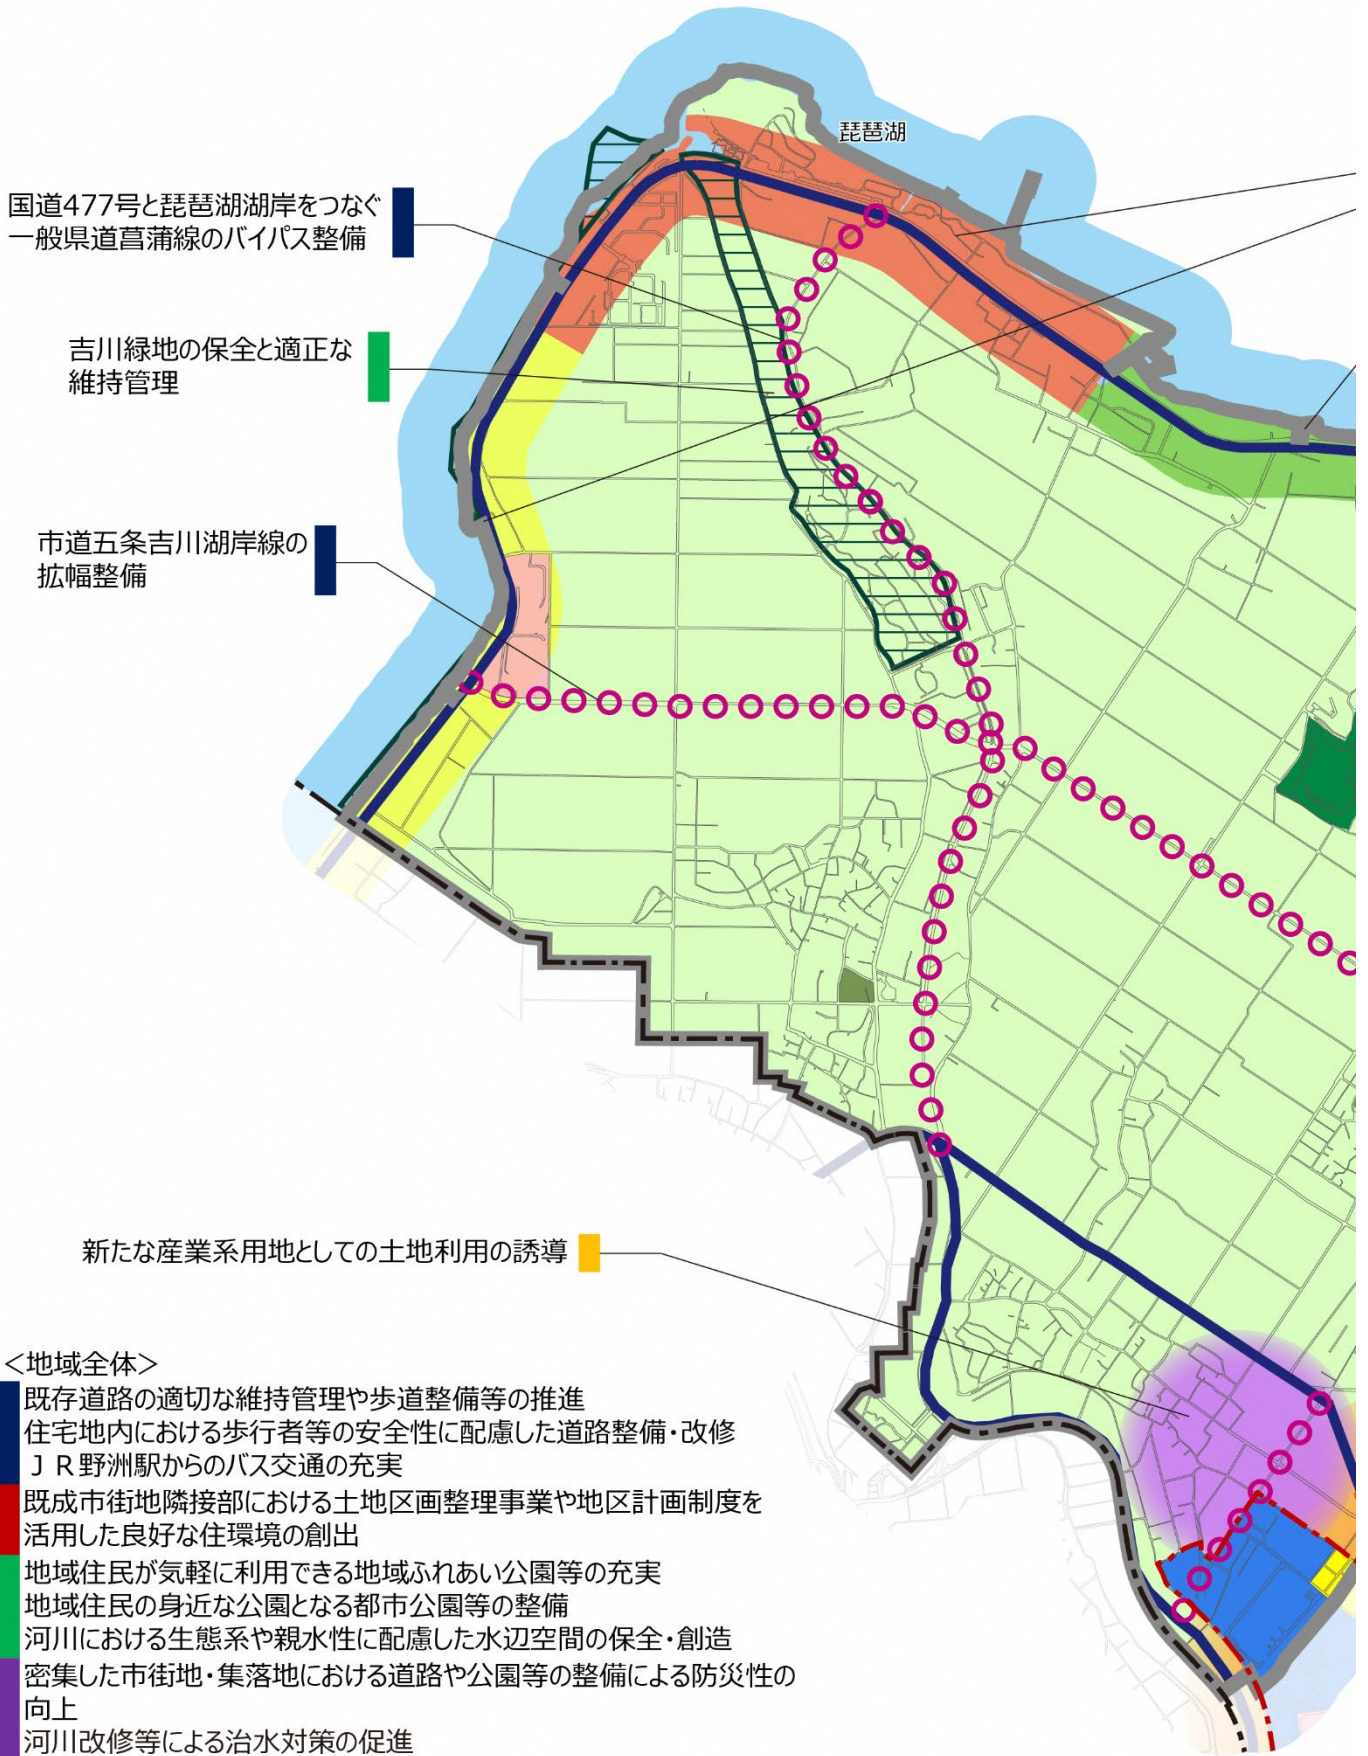 琵琶湖
国道477号と琵琶湖湖岸をつなぐ
一般県道菖蒲線のバイパス整備
吉川緑地の保全と適正な
維持管理
市道五条吉川湖岸線の
拡幅整備
新たな産業系用地としての土地利用の誘導
＜地域全体＞
既存道路の適切な維持管理や歩道整備等の推進
住宅地内における歩行者等の安全性に配慮した道路整備・改修
ＪＲ野洲駅からのバス交通の充実
既成市街地隣接部における土地区画整理事業や地区計画制度を
活用した良好な住環境の創出
地域住民が気軽に利用できる地域ふれあい公園等の充実
地域住民の身近な公園となる都市公園等の整備
河川における生態系や親水性に配慮した水辺空間の保全・創造
密集した市街地・集落地における道路や公園等の整備による防災性の
向上
河川改修等による治水対策の促進